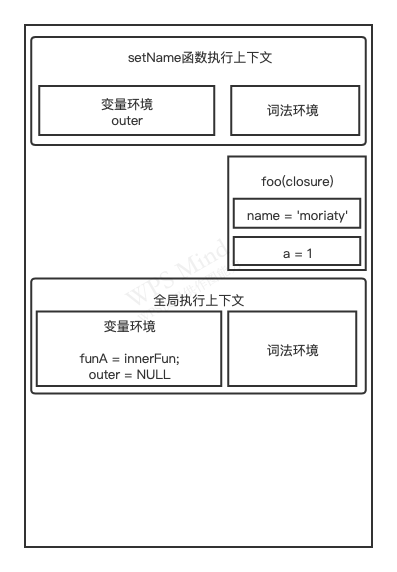 setName函数执行上下文
变量环境
outer
词法环境
foo(closure)
name = 'moriaty'
a = 1
WPS Mind
全局执行上下文
变量环境
funA = innerFun;
outer = NULL
词法环境